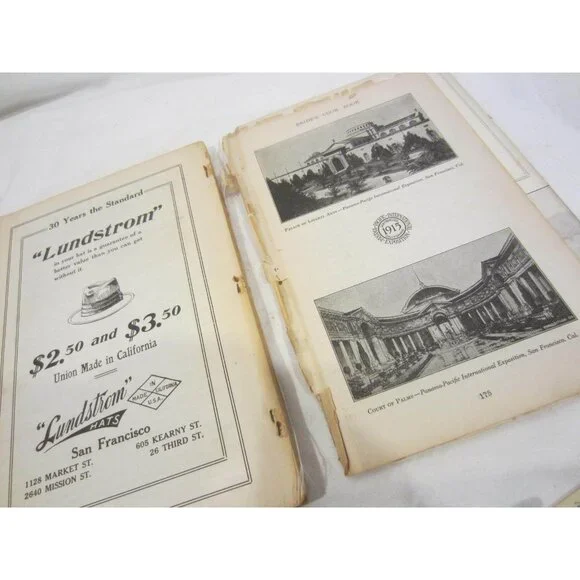 30 Years the Standard
"Lundstrom"
in your hat is a guarantee of a
better value than you can get
without it.
$2.50 and $3.50
Union Made in California
"Lundstrom"
HATS
MADE IN CALIFORNIA
U.S.A.
San Francisco
1128 MARKET ST.
605 KEARNY ST.
2640 MISSION ST.
26 THIRD ST.
PALACE OF LIBERAL ARTS—Panama-Pacific International Exposition, San Francisco, Cal.
1915
COURT OF PALMS—Panama-Pacific International Exposition, San Francisco, Cal.
175